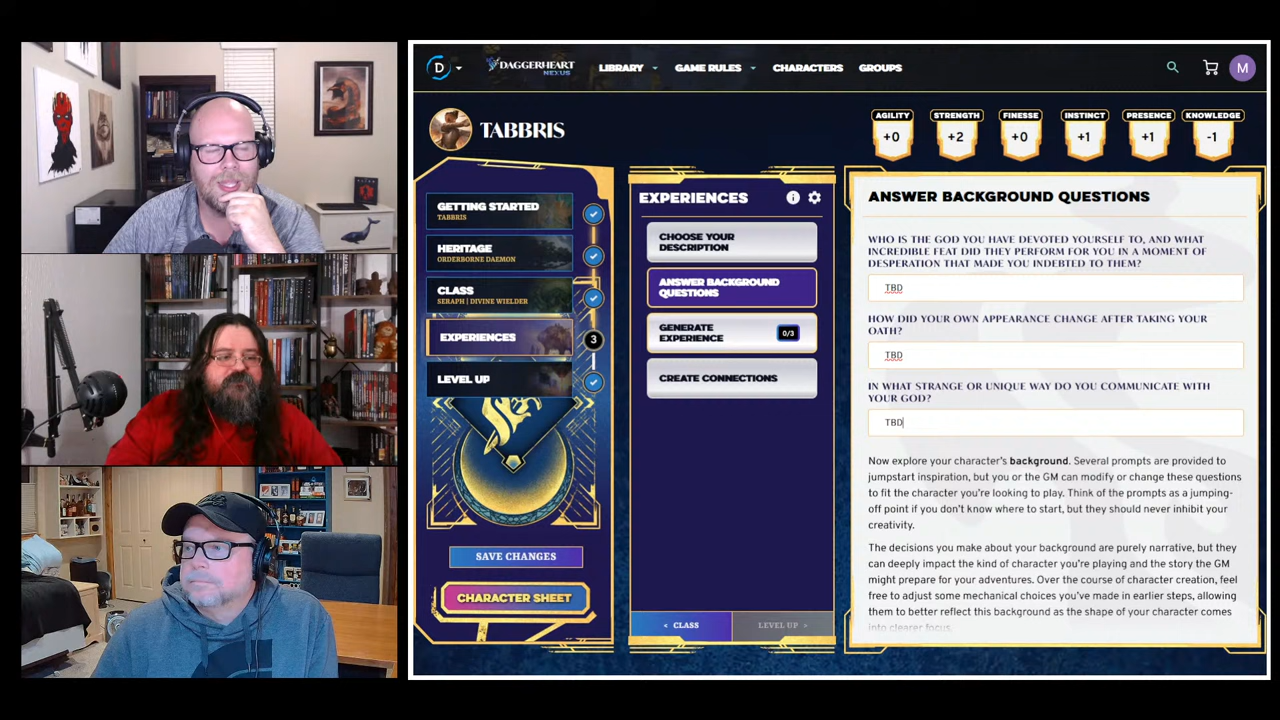 D
DAGGERHEART
NEXUS
LIBRARY
GAME RULES
CHARACTERS
GROUPS
M
TABBRIS
AGILITY
+0
STRENGTH
+2
FINESSE
+0
INSTINCT
+1
PRESENCE
+1
KNOWLEDGE
-1
GETTING STARTED
TABBRIS
HERITAGE
ORDERBORNE DAEMON
CLASS
SERAPH | DIVINE WIELDER
EXPERIENCES
3
LEVEL UP
SAVE CHANGES
CHARACTER SHEET
EXPERIENCES
CHOOSE YOUR
DESCRIPTION
ANSWER BACKGROUND
QUESTIONS
GENERATE
EXPERIENCE
0/3
CREATE CONNECTIONS
< CLASS
LEVEL UP >
ANSWER BACKGROUND QUESTIONS
WHO IS THE GOD YOU HAVE DEVOTED YOURSELF TO, AND WHAT
INCREDIBLE FEAT DID THEY PERFORM FOR YOU IN A MOMENT OF
DESPERATION THAT MADE YOU INDEBTED TO THEM?
TBD
HOW DID YOUR OWN APPEARANCE CHANGE AFTER TAKING YOUR
OATH?
TBD
IN WHAT STRANGE OR UNIQUE WAY DO YOU COMMUNICATE WITH
YOUR GOD?
TBD
Now explore your character's background. Several prompts are provided to
jumpstart inspiration, but you or the GM can modify or change these questions
to fit the character you're looking to play. Think of the prompts as a jumping-
off point if you don't know where to start, but they should never inhibit your
creativity.
The decisions you make about your background are purely narrative, but they
can deeply impact the kind of character you're playing and the story the GM
might prepare for your adventures. Over the course of character creation, feel
free to adjust some mechanical choices you've made in earlier steps, allowing
them to better reflect this background as the shape of your character comes
into clearer focus.